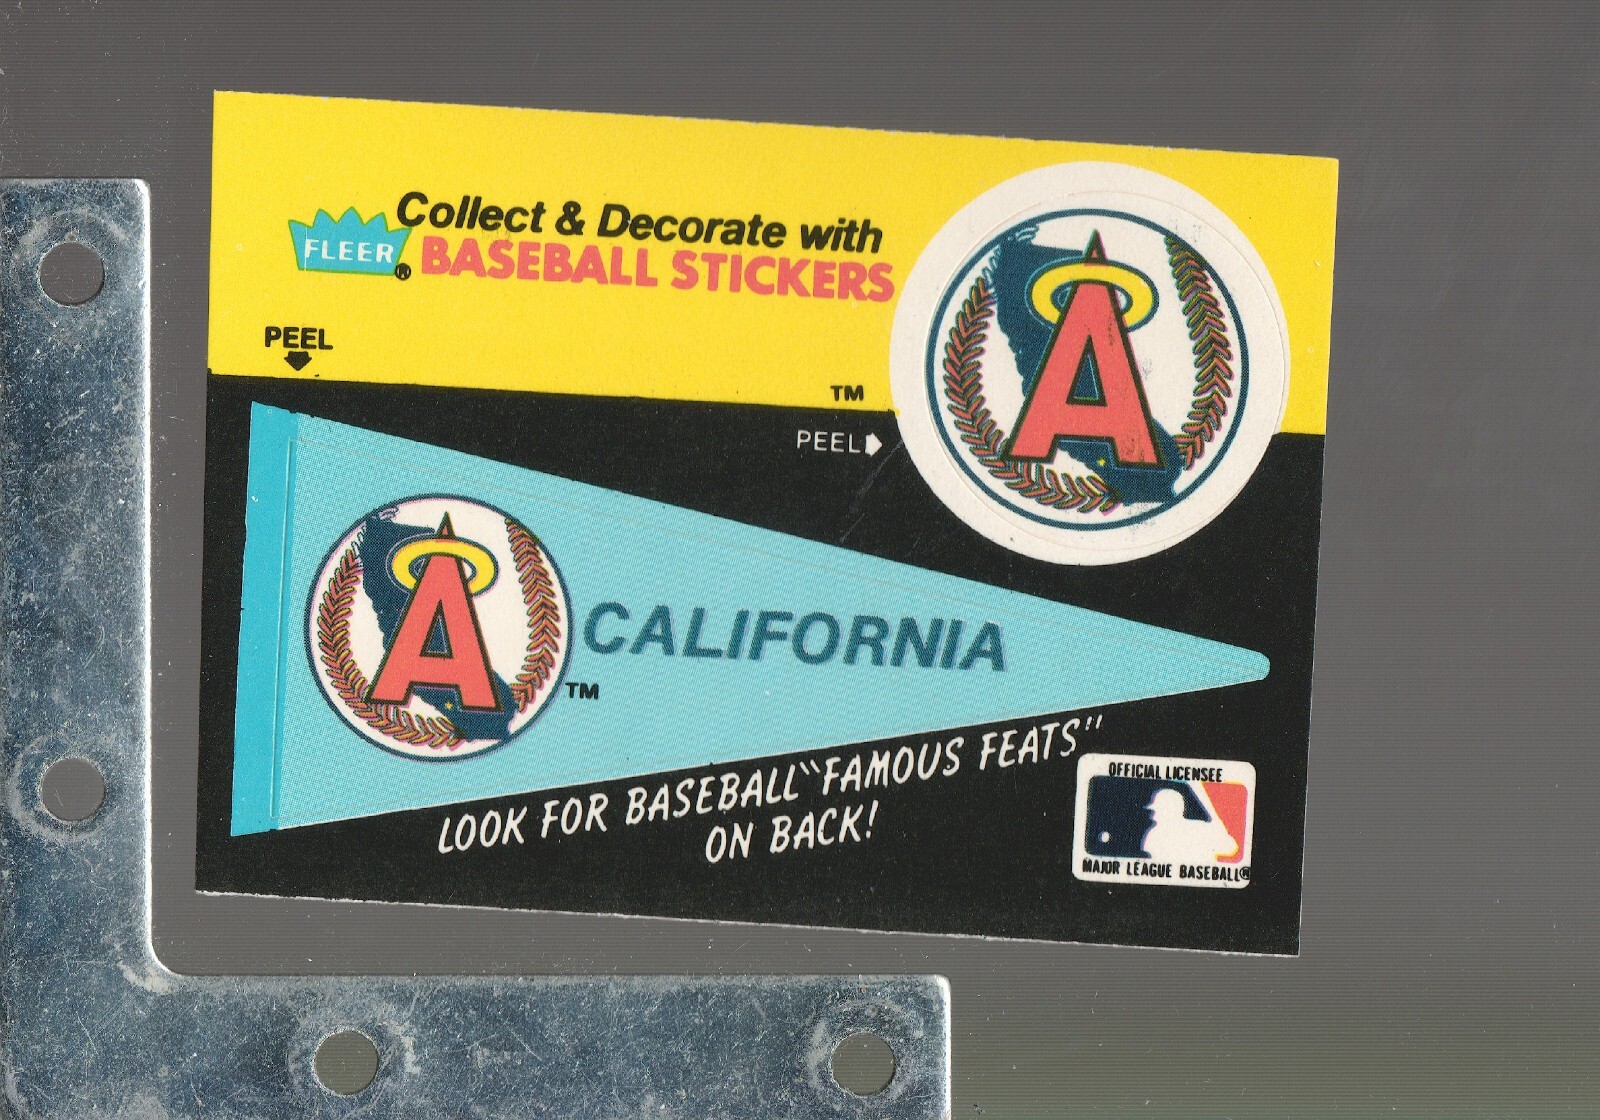 Collect & Decorate with
FLEER®
BASEBALL STICKERS
PEEL
TM
PEEL
A
A
CALIFORNIA
TM
LOOK FOR BASEBALL "FAMOUS FEATS"
ON BACK!
OFFICIAL LICENSEE
MAJOR LEAGUE BASEBALL®